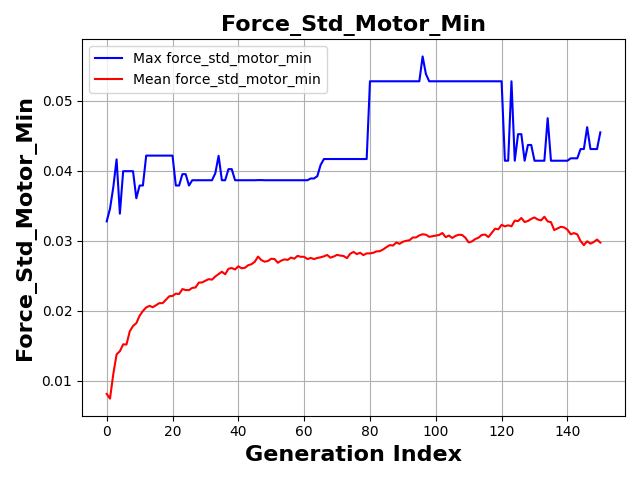 Force_Std_Motor_Min
Max force_std_motor_min
Mean force_std_motor_min
Force_Std_Motor_Min
0.05
0.04
0.03
0.02
0.01
0 20 40 60 80 100 120 140
Generation Index